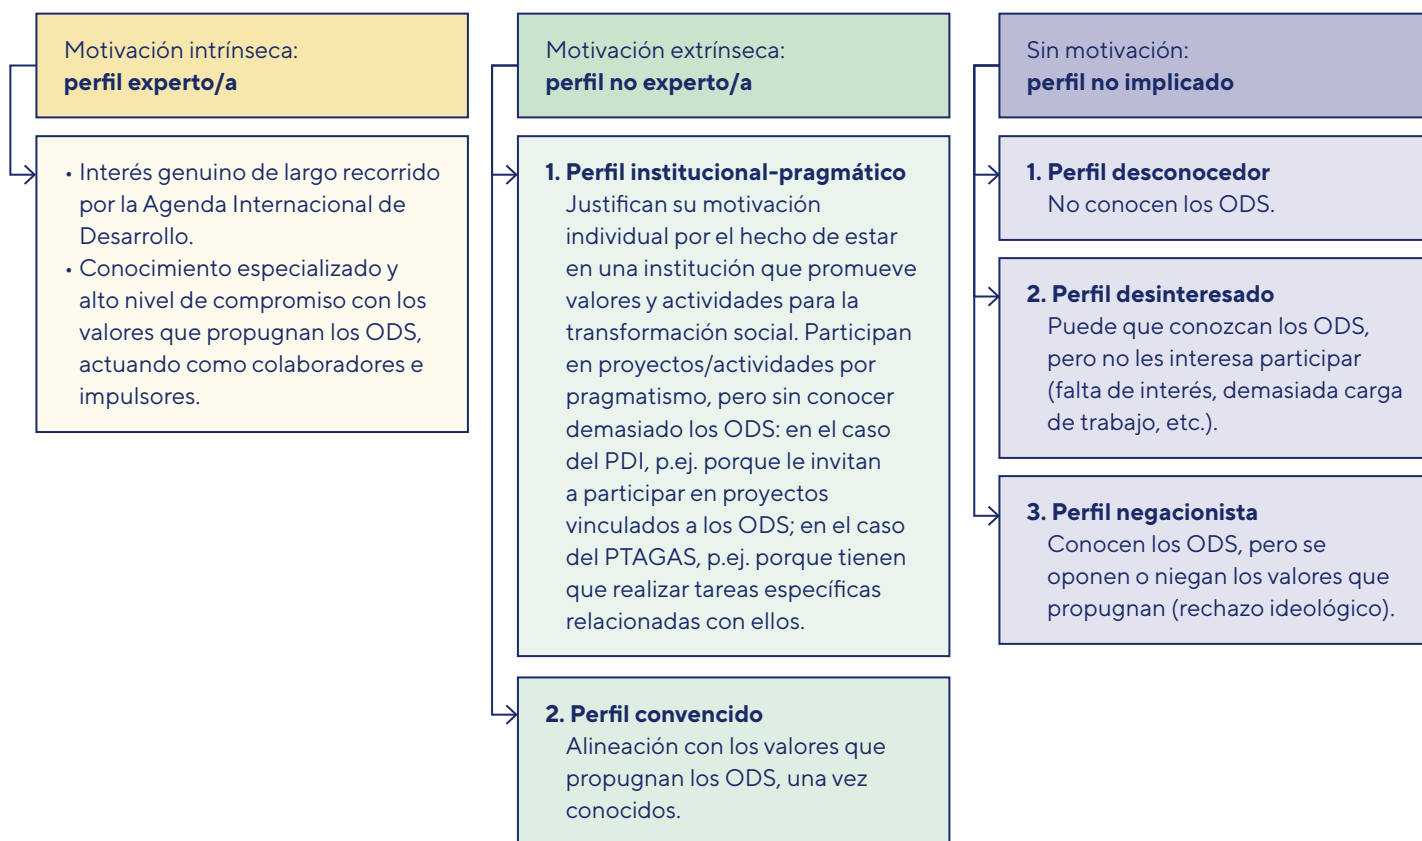 Motivación intrínseca:
perfil experto/a
• Interés genuino de largo recorrido
por la Agenda Internacional de
Desarrollo.
• Conocimiento especializado y
alto nivel de compromiso con los
valores que propugnan los ODS,
actuando como colaboradores e
impulsores.
Motivación extrínseca:
perfil no experto/a
1. Perfil institucional-pragmático
Justifican su motivación
individual por el hecho de estar
en una institución que promueve
valores y actividades para la
transformación social. Participan
en proyectos/actividades por
pragmatismo, pero sin conocer
demasiado los ODS: en el caso
del PDI, p.ej. porque le invitan
a participar en proyectos
vinculados a los ODS; en el caso
del PTAGAS, p.ej. porque tienen
que realizar tareas específicas
relacionadas con ellos.
2. Perfil convencido
Alineación con los valores que
propugnan los ODS, una vez
conocidos.
Sin motivación:
perfil no implicado
1. Perfil desconocedor
No conocen los ODS.
2. Perfil desinteresado
Puede que conozcan los ODS,
pero no les interesa participar
(falta de interés, demasiada carga
de trabajo, etc.).
3. Perfil negacionista
Conocen los ODS, pero se
oponen o niegan los valores que
propugnan (rechazo ideológico).